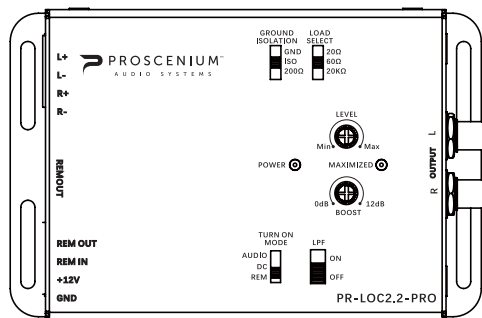 GROUND
ISOLATION
GND
ISO
200Ω
LOAD
SELECT
20Ω
60Ω
20KΩ
L+
L-
R+
R-
PROSCENIUM™
AUDIO SYSTEMS
LEVEL
Min
Max
POWER
MAXIMIZED
0dB
12dB
BOOST
L
OUTPUT
R
REMOUT
REM OUT
REM IN
+12V
GND
TURN ON
MODE
AUDIO
DC
REM
LPF
ON
OFF
PR-LOC2.2-PRO